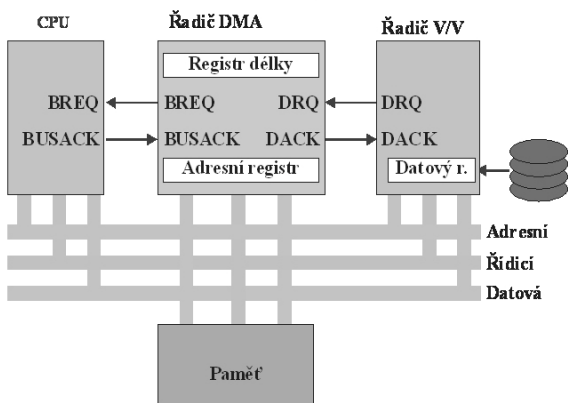 CPU
Řadič DMA
Řadič V/V
Registr délky
BREQ
BREQ
DRQ
DRQ
BUSACK
BUSACK
DACK
DACK
Adresní registr
Datový r.
Adresní
Řídicí
Datová
Paměť